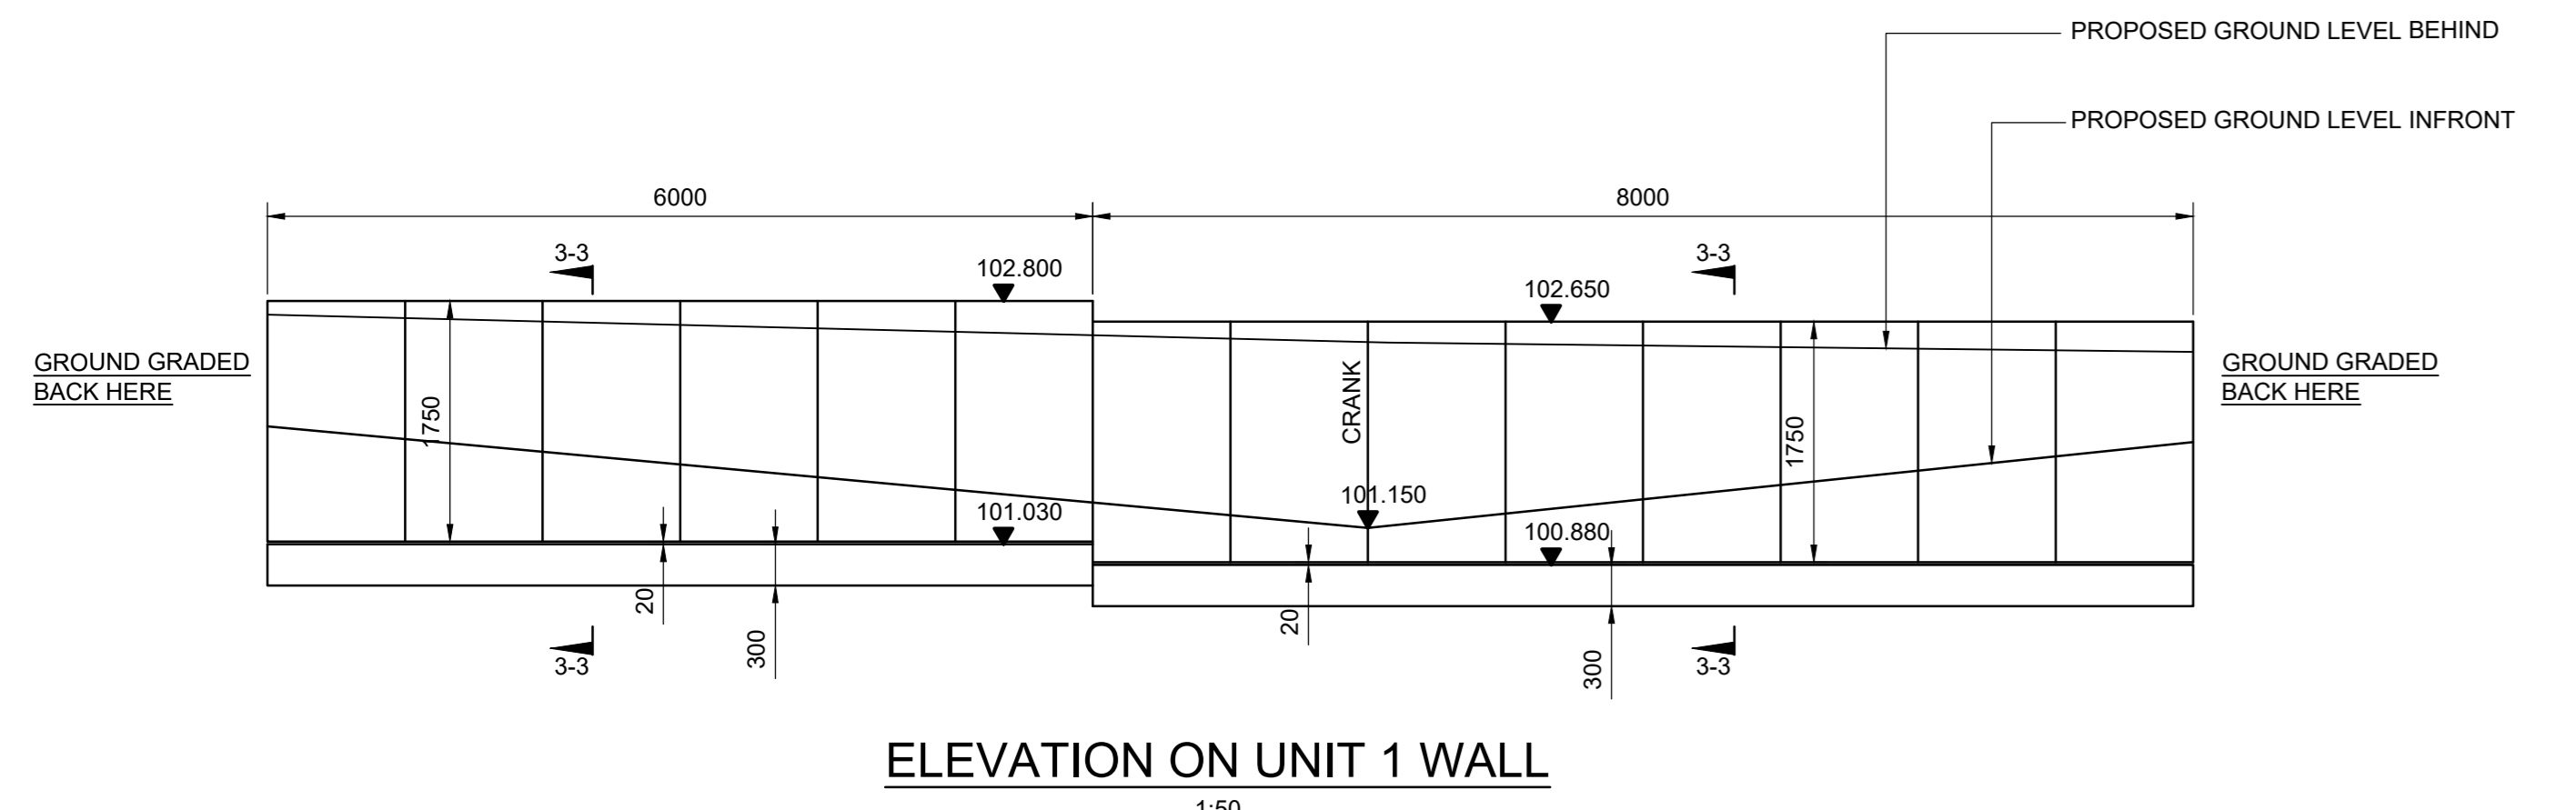 PROPOSED GROUND LEVEL BEHIND
PROPOSED GROUND LEVEL INFRONT
6000
8000
3-3
3-3
102.800
102.650
GROUND GRADED
BACK HERE
GROUND GRADED
BACK HERE
1750
CRANK
1750
101.150
101.030
100.880
20
300
20
300
3-3
3-3
ELEVATION ON UNIT 1 WALL
1:50